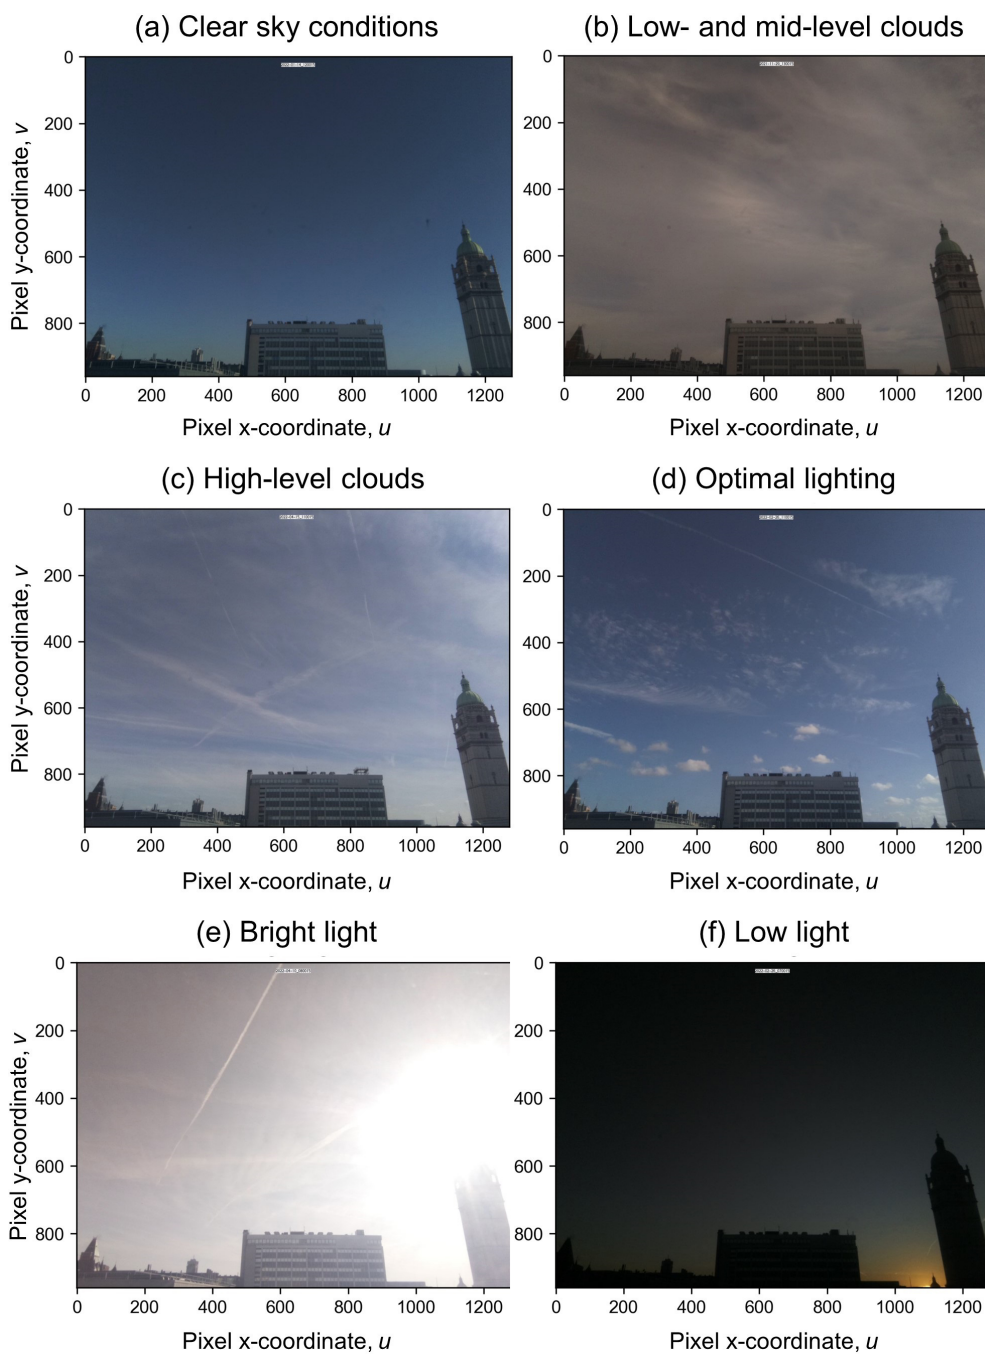 (a) Clear sky conditions
(b) Low- and mid-level clouds
0
200
400
600
800
Pixel y-coordinate, v
0 200 400 600 800 1000 1200
Pixel x-coordinate, u
0
200
400
600
800
0 200 400 600 800 1000 1200
Pixel x-coordinate, u
(c) High-level clouds
(d) Optimal lighting
0
200
400
600
800
Pixel y-coordinate, v
0 200 400 600 800 1000 1200
Pixel x-coordinate, u
0
200
400
600
800
0 200 400 600 800 1000 1200
Pixel x-coordinate, u
(e) Bright light
(f) Low light
0
200
400
600
800
Pixel y-coordinate, v
0 200 400 600 800 1000 1200
Pixel x-coordinate, u
0
200
400
600
800
0 200 400 600 800 1000 1200
Pixel x-coordinate, u